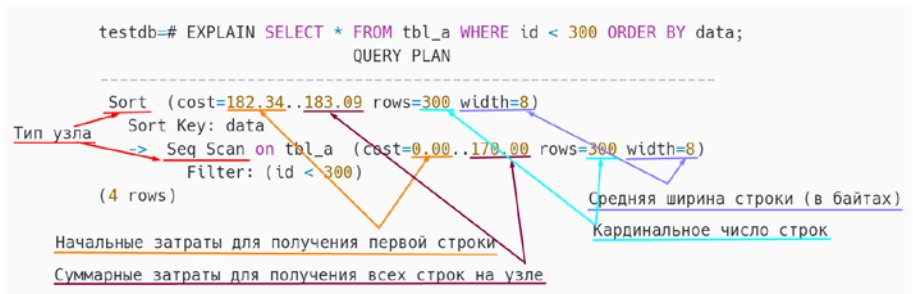 testdb=# EXPLAIN SELECT * FROM tbl_a WHERE id < 300 ORDER BY data;
QUERY PLAN
---------------------------------------------------------------
Sort (cost=182.34..183.09 rows=300 width=8)
Sort Key: data
Тип узла
-> Seq Scan on tbl_a (cost=0.00..170.00 rows=300 width=8)
Filter: (id < 300)
(4 rows)
Средняя ширина строки (в байтах)
Кардинальное число строк
Начальные затраты для получения первой строки
Суммарные затраты для получения всех строк на узле